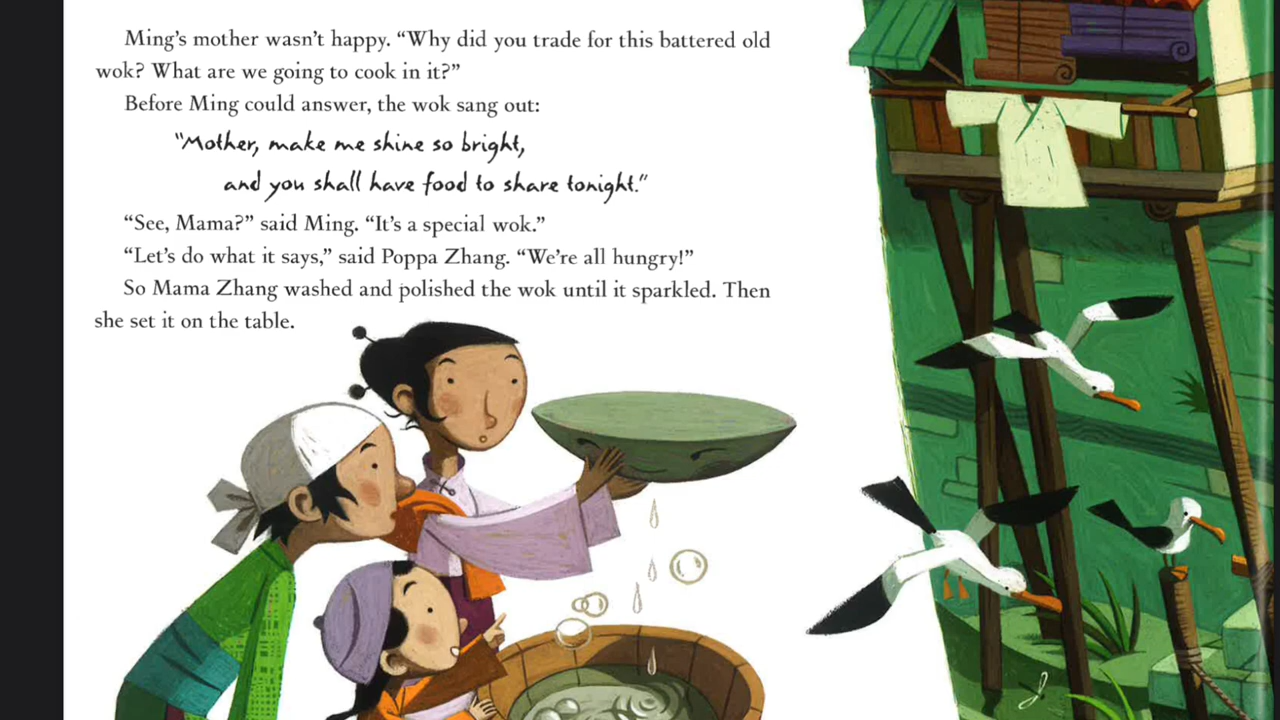 Ming's mother wasn't happy. “Why did you trade for this battered old
wok? What are we going to cook in it?”
Before Ming could answer, the wok sang out:
“Mother, make me shine so bright,
and you shall have food to share tonight.”
“See, Mama?” said Ming. “It's a special wok.”
“Let's do what it says,” said Poppa Zhang. “We're all hungry!”
So Mama Zhang washed and polished the wok until it sparkled. Then
she set it on the table.